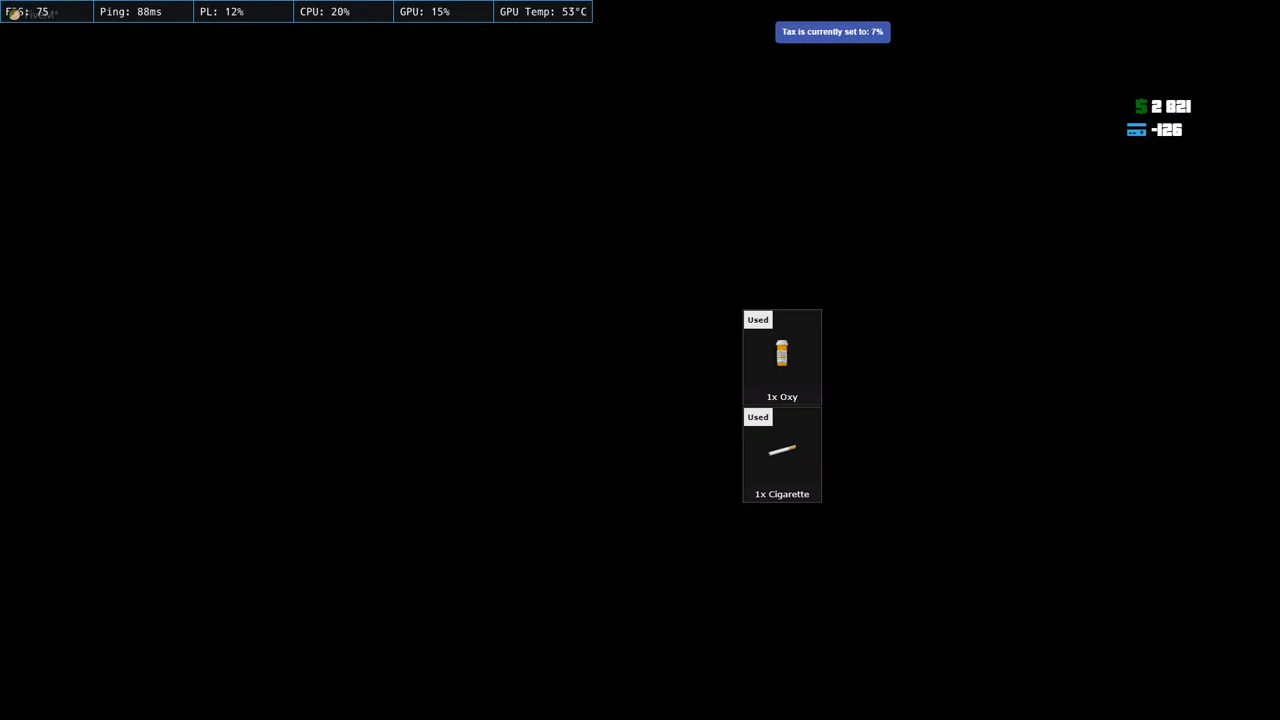 FPS: 75 Ping: 88ms PL: 12% CPU: 20% GPU: 15% GPU Temp: 53°C
FiveM*
Tax is currently set to: 7%
$ 2 821
-126
Used
1x Oxy
Used
1x Cigarette